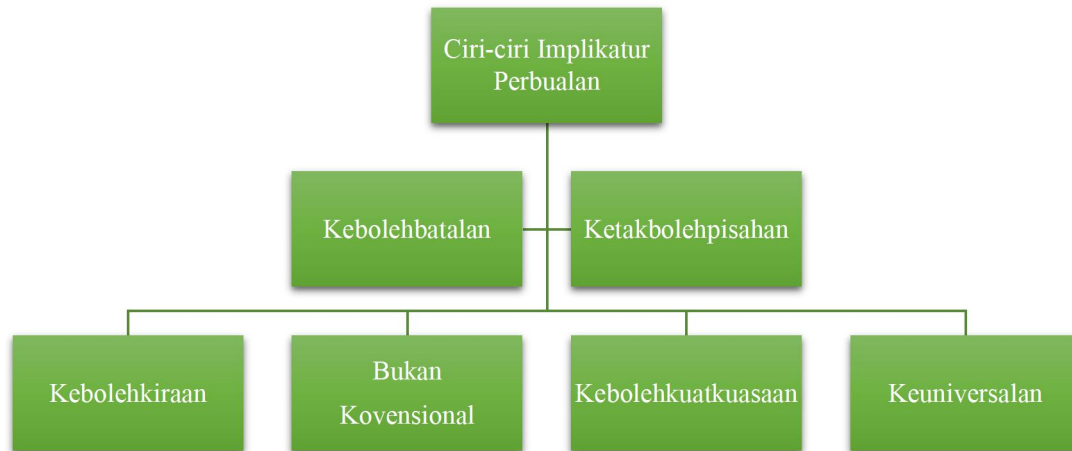 Ciri-ciri Implikatur
Perbualan
Kebolehbatalan
Ketakbolehpisahan
Kebolehkiraan
Bukan
Kovensional
Kebolehkuatkuasaan
Keuniversalan